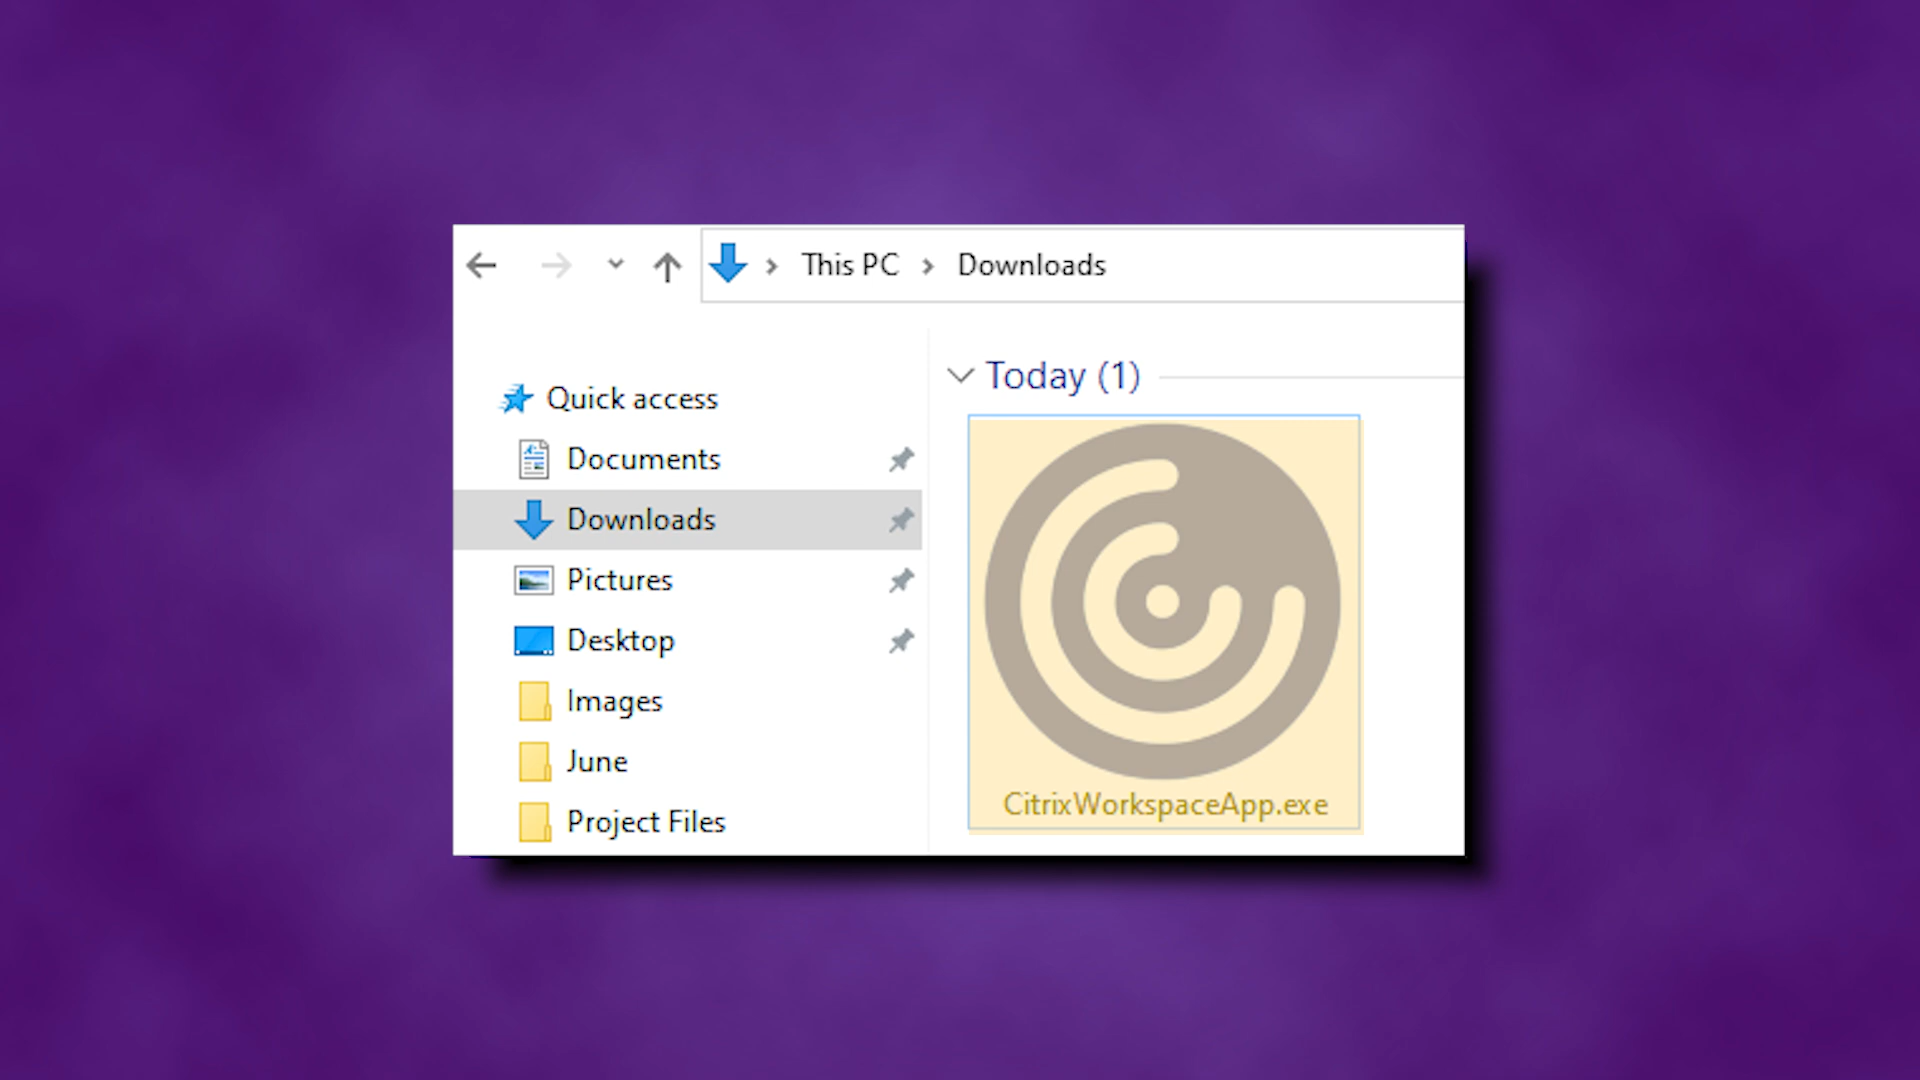 This PC > Downloads
Quick access
Documents
Downloads
Pictures
Desktop
Images
June
Project Files
Today (1)
CitrixWorkspaceApp.exe